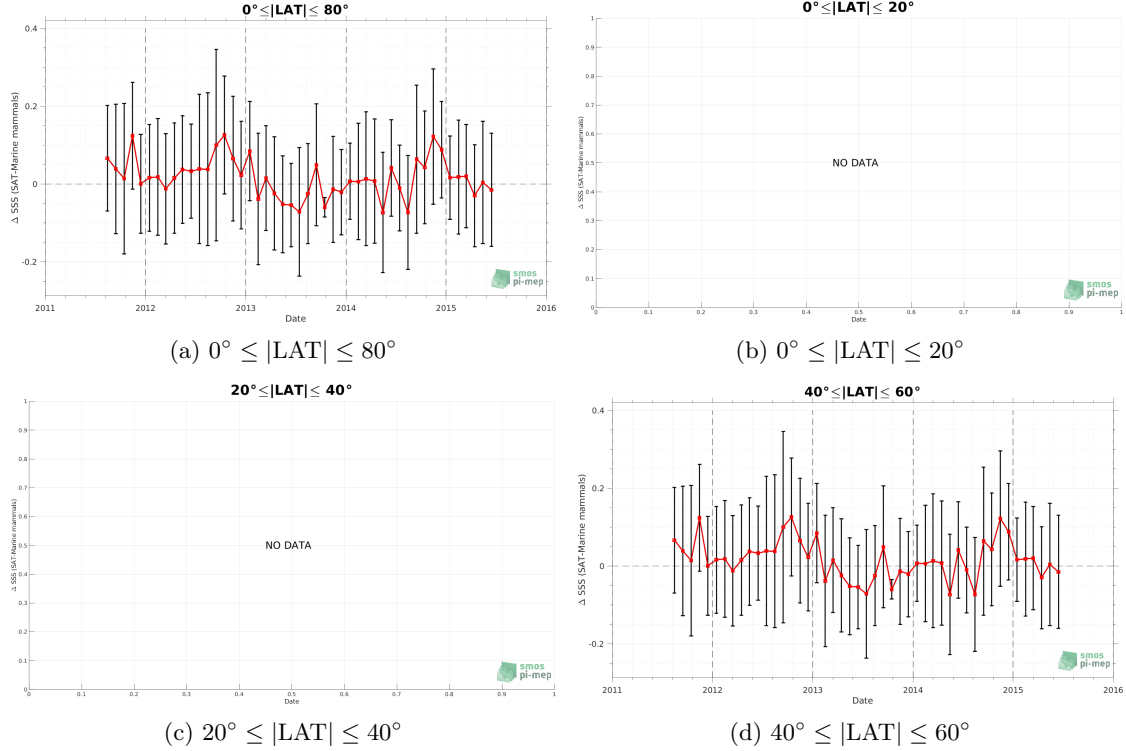 0°≤|LAT|≤ 80°
0.4
0.2
0
-0.2
Δ SSS (SAT-Marine mammals)
2011 2012 2013 2014 2015 2016
Date
smos
pi-mep
(a) 0° ≤ |LAT| ≤ 80°
0°≤|LAT|≤ 20°
1
0.9
0.8
0.7
0.6
0.5
0.4
0.3
0.2
0.1
0
Δ SSS (SAT-Marine mammals)
NO DATA
0 0.1 0.2 0.3 0.4 0.5 0.6 0.7 0.8 0.9 1
Date
smos
pi-mep
(b) 0° ≤ |LAT| ≤ 20°
20°≤|LAT|≤ 40°
1
0.9
0.8
0.7
0.6
0.5
0.4
0.3
0.2
0.1
0
Δ SSS (SAT-Marine mammals)
NO DATA
0 0.1 0.2 0.3 0.4 0.5 0.6 0.7 0.8 0.9 1
Date
smos
pi-mep
(c) 20° ≤ |LAT| ≤ 40°
40°≤|LAT|≤ 60°
0.4
0.2
0
-0.2
Δ SSS (SAT-Marine mammals)
2011 2012 2013 2014 2015 2016
Date
smos
pi-mep
(d) 40° ≤ |LAT| ≤ 60°